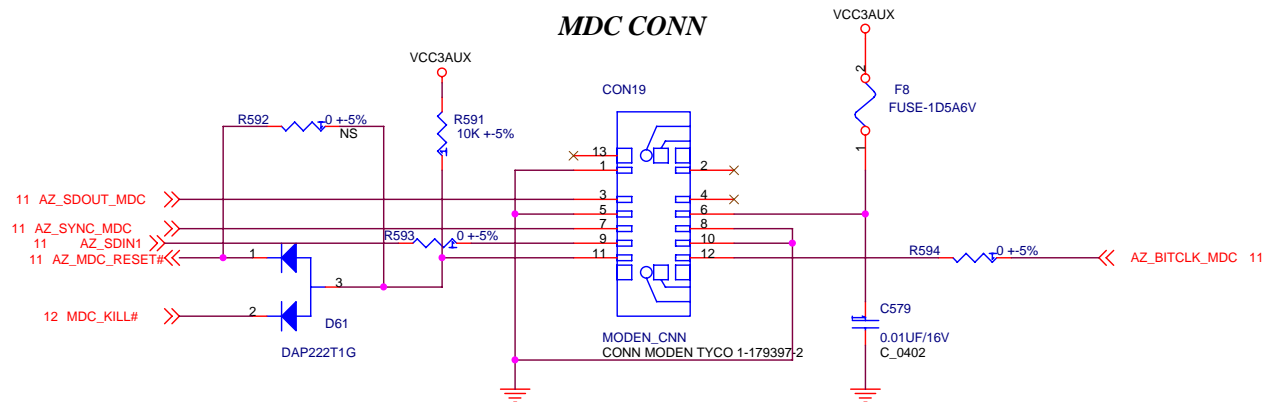 MDC CONN
VCC3AUX
VCC3AUX
2
F8
FUSE-1D5A6V
1
CON19
R592
0 +-5%
NS
R591
10K +-5%
13
1
2
3
4
5
6
7
8
9
10
11
12
11 AZ_SDOUT_MDC
11 AZ_SYNC_MDC
11 AZ_SDIN1
11 AZ_MDC_RESET#
R593
0 +-5%
1
3
2
12 MDC_KILL#
D61
DAP222T1G
R594
0 +-5%
AZ_BITCLK_MDC 11
C579
0.01UF/16V
C_0402
MODEN_CNN
CONN MODEN TYCO 1-179397-2